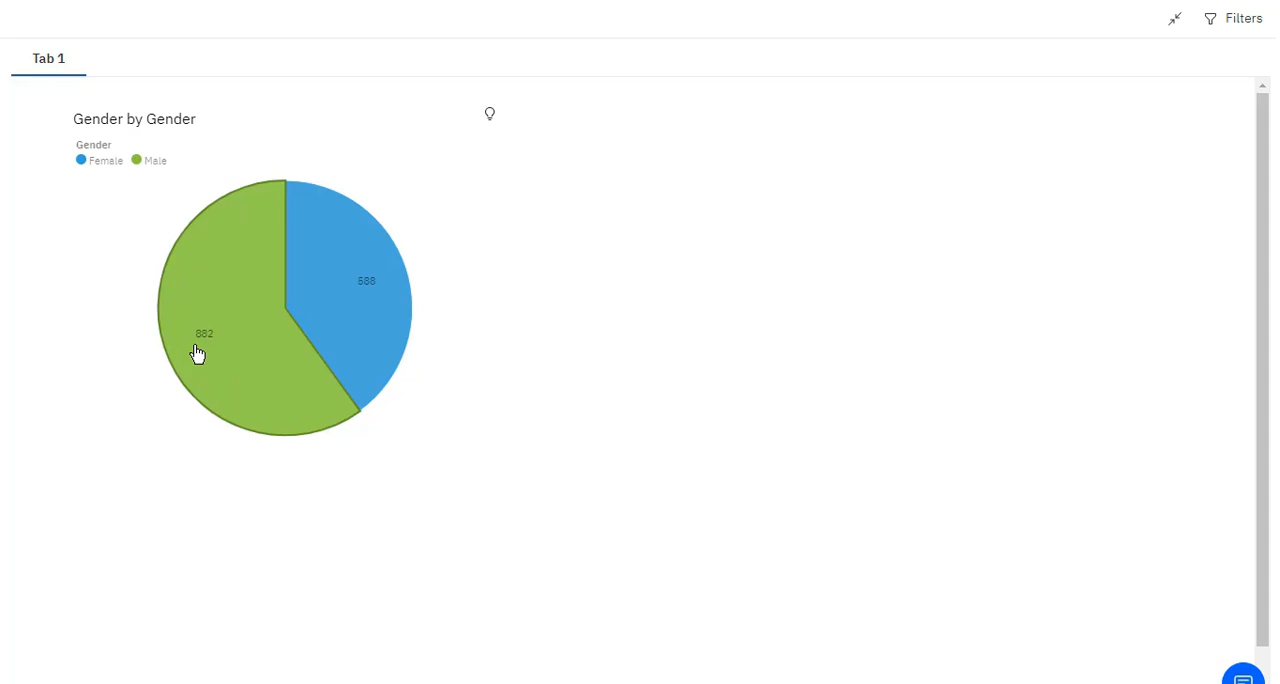 Filters
Tab 1
Gender by Gender
Gender
Female Male
588
882